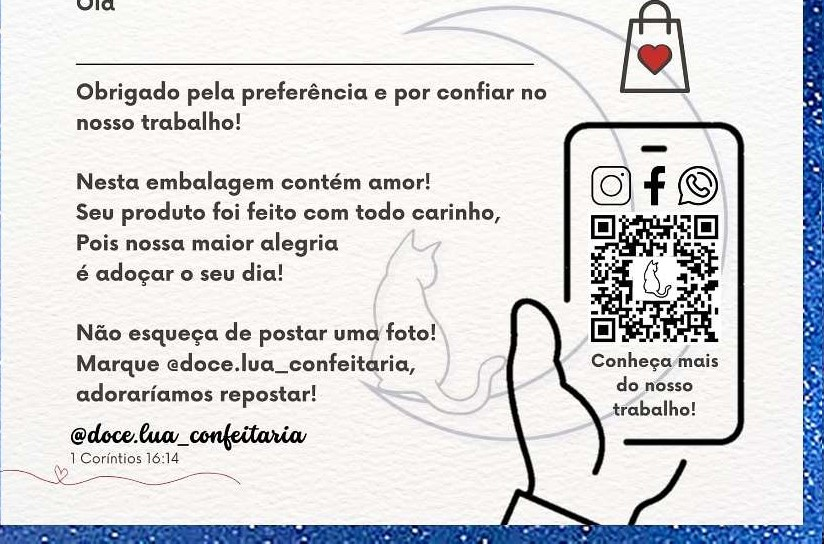 Olá
Obrigado pela preferência e por confiar no
nosso trabalho!
Nesta embalagem contém amor!
Seu produto foi feito com todo carinho,
Pois nossa maior alegria
é adoçar o seu dia!
Não esqueça de postar uma foto!
Marque @doce.lua_confeitaria,
adoraríamos repostar!
@doce.lua_confeitaria
1 Coríntios 16:14
Conheça mais
do nosso
trabalho!